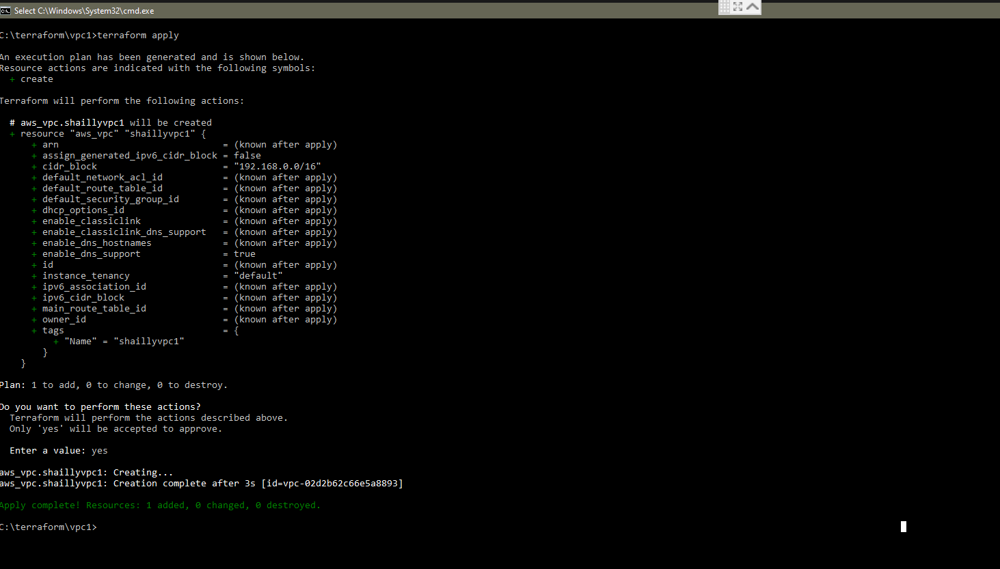 Select C:\Windows\System32\cmd.exe
C:\terraform\vpc1>terraform apply
An execution plan has been generated and is shown below.
Resource actions are indicated with the following symbols:
  + create
Terraform will perform the following actions:
  # aws_vpc.shaillyvpc1 will be created
  + resource "aws_vpc" "shaillyvpc1" {
      + arn                              = (known after apply)
      + assign_generated_ipv6_cidr_block = false
      + cidr_block                       = "192.168.0.0/16"
      + default_network_acl_id           = (known after apply)
      + default_route_table_id           = (known after apply)
      + default_security_group_id        = (known after apply)
      + dhcp_options_id                  = (known after apply)
      + enable_classiclink               = (known after apply)
      + enable_classiclink_dns_support   = (known after apply)
      + enable_dns_hostnames             = (known after apply)
      + enable_dns_support               = true
      + id                               = (known after apply)
      + instance_tenancy                 = "default"
      + ipv6_association_id              = (known after apply)
      + ipv6_cidr_block                  = (known after apply)
      + main_route_table_id              = (known after apply)
      + owner_id                         = (known after apply)
      + tags                             = {
          + "Name" = "shaillyvpc1"
        }
    }
Plan: 1 to add, 0 to change, 0 to destroy.
Do you want to perform these actions?
  Terraform will perform the actions described above.
  Only 'yes' will be accepted to approve.
  Enter a value: yes
aws_vpc.shaillyvpc1: Creating...
aws_vpc.shaillyvpc1: Creation complete after 3s [id=vpc-02d2b62c66e5a8893]
Apply complete! Resources: 1 added, 0 changed, 0 destroyed.
C:\terraform\vpc1>